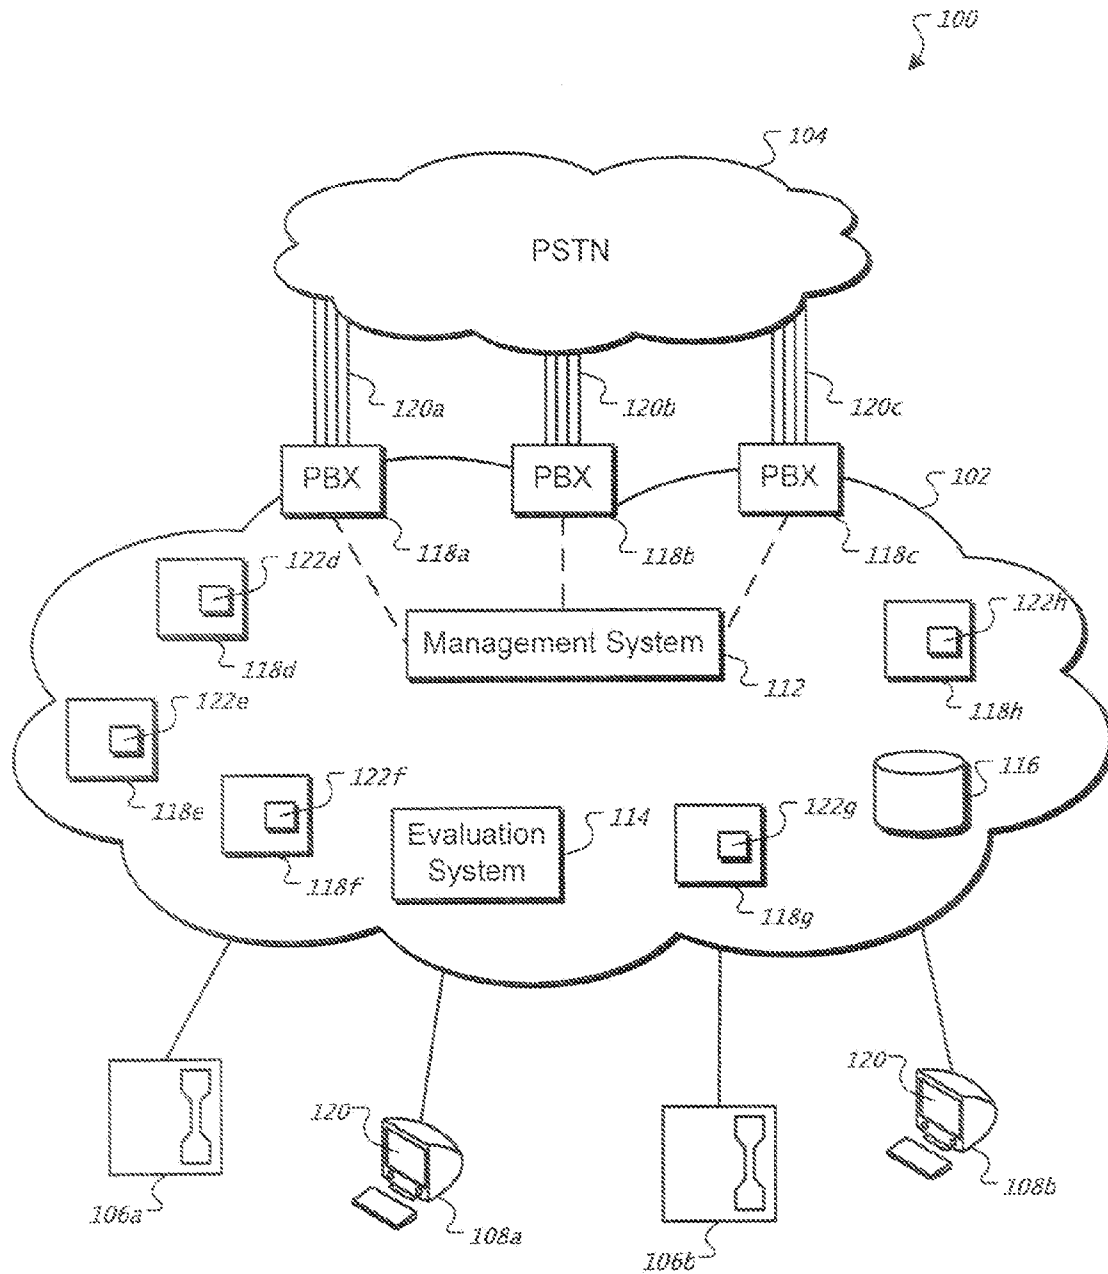 100
104
PSTN
120a
120b
120c
PBX
PBX
PBX
102
118a
118b
118c
122d
122h
Management System
118d
112
118h
122e
116
122f
122g
118e
Evaluation
System
114
118f
118g
120
120
106a
108a
106b
108b